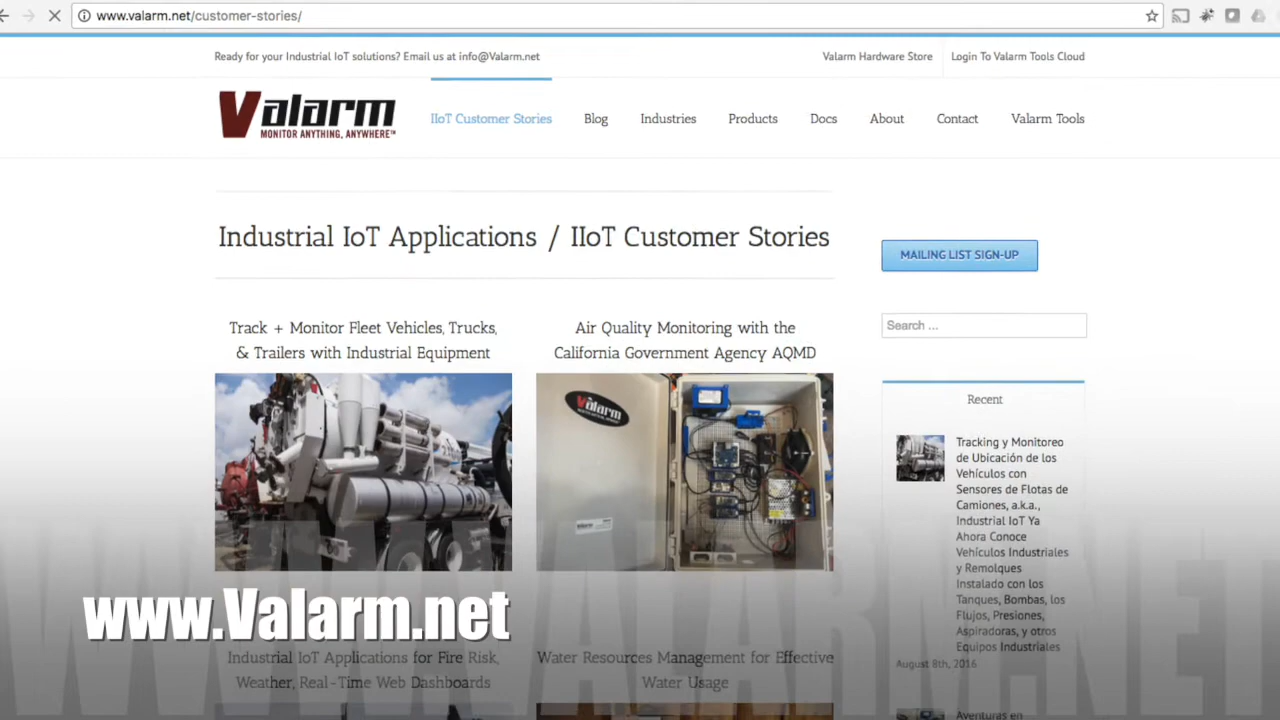 www.valarm.net/customer-stories/
Ready for your Industrial IoT solutions? Email us at info@Valarm.net
Valarm Hardware Store
Login To Valarm Tools Cloud
Valarm
MONITOR ANYTHING, ANYWHERE™
IIoT Customer Stories
Blog
Industries
Products
Docs
About
Contact
Valarm Tools
Industrial IoT Applications / IIoT Customer Stories
MAILING LIST SIGN-UP
Search ...
Track + Monitor Fleet Vehicles, Trucks,
& Trailers with Industrial Equipment
Air Quality Monitoring with the
California Government Agency AQMD
Valarm
Recent
Tracking y Monitoreo
de Ubicación de los
Vehículos con
Sensores de Flotas de
Camiones, a.k.a.,
Industrial IoT Ya
Ahora Conoce
Vehículos Industriales
y Remolques
Instalado con los
Tanques, Bombas, los
Flujos, Presiones,
Aspiradoras, y otros
Equipos Industriales
August 8th, 2016
www.Valarm.net
WWW.VALARM.NET
Industrial IoT Applications for Fire Risk,
Weather, Real-Time Web Dashboards
Water Resources Management for Effective
Water Usage
Aventuras en